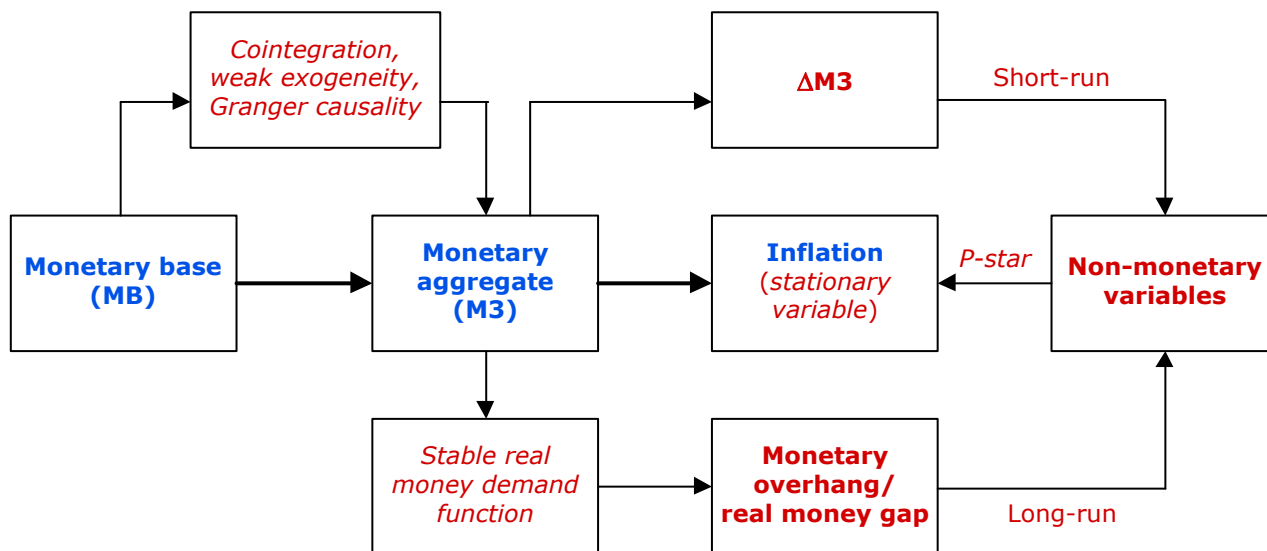 Cointegration,
weak exogeneity,
Granger causality
ΔM3
Short-run
Monetary base
(MB)
Monetary
aggregate
(M3)
Inflation
(stationary
variable)
P-star
Non-monetary
variables
Stable real
money demand
function
Monetary
overhang/
real money gap
Long-run